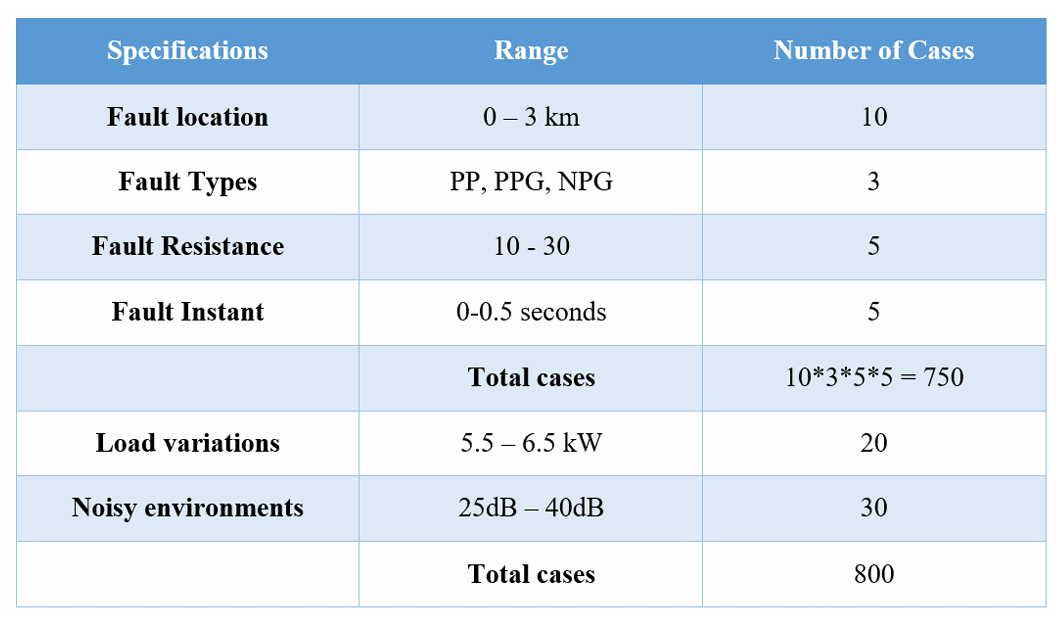 Specifications Range Number of Cases
Fault location 0 – 3 km 10
Fault Types PP, PPG, NPG 3
Fault Resistance 10 - 30 5
Fault Instant 0-0.5 seconds 5
Total cases 10*3*5*5 = 750
Load variations 5.5 – 6.5 kW 20
Noisy environments 25dB – 40dB 30
Total cases 800